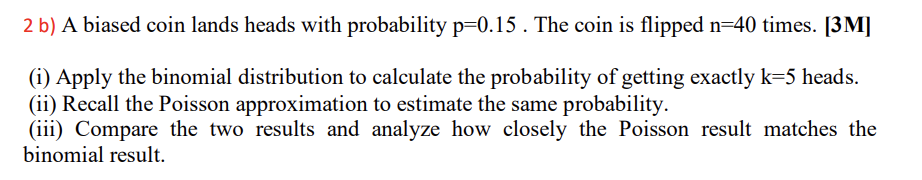 2 b) A biased coin lands heads with probability p=0.15 . The coin is flipped n=40 times. [3M]
(i) Apply the binomial distribution to calculate the probability of getting exactly k=5 heads.
(ii) Recall the Poisson approximation to estimate the same probability.
(iii) Compare the two results and analyze how closely the Poisson result matches the
binomial result.